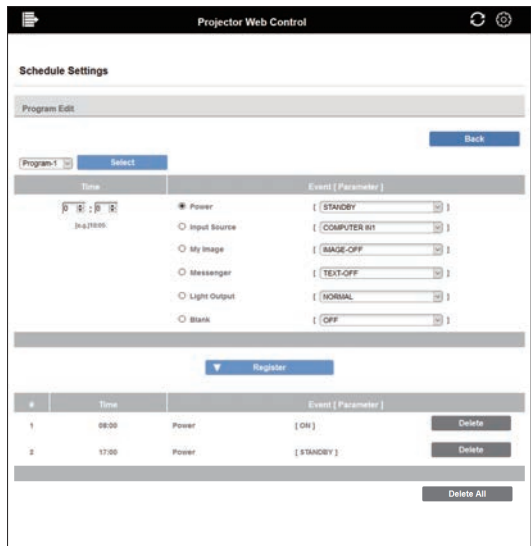 Projector Web Control
Schedule Settings
Program Edit
Back
Program-1 Select
Time Event [ Parameter ]
0 : 0 Power [ STANDBY ]
[e.g.]10:05 Input Source [ COMPUTER IN1 ]
My Image [ IMAGE-OFF ]
Messenger [ TEXT-OFF ]
Light Output [ NORMAL ]
Blank [ OFF ]
Register
# Time Event [ Parameter ]
1 08:00 Power [ ON ] Delete
2 17:00 Power [ STANDBY ] Delete
Delete All